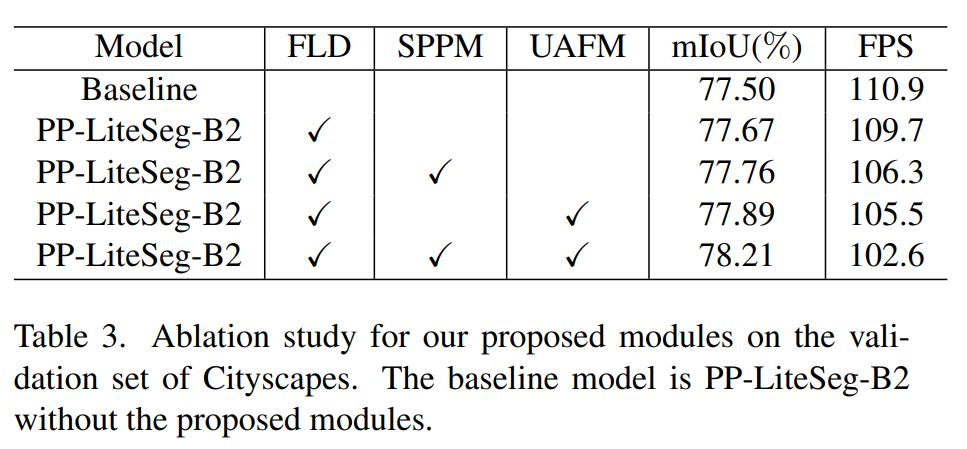 Model FLD SPPM UAFM mIoU(%) FPS
Baseline 77.50 110.9
PP-LiteSeg-B2 ✓ 77.67 109.7
PP-LiteSeg-B2 ✓ ✓ 77.76 106.3
PP-LiteSeg-B2 ✓ ✓ 77.89 105.5
PP-LiteSeg-B2 ✓ ✓ ✓ 78.21 102.6
Table 3. Ablation study for our proposed modules on the vali-
dation set of Cityscapes. The baseline model is PP-LiteSeg-B2
without the proposed modules.